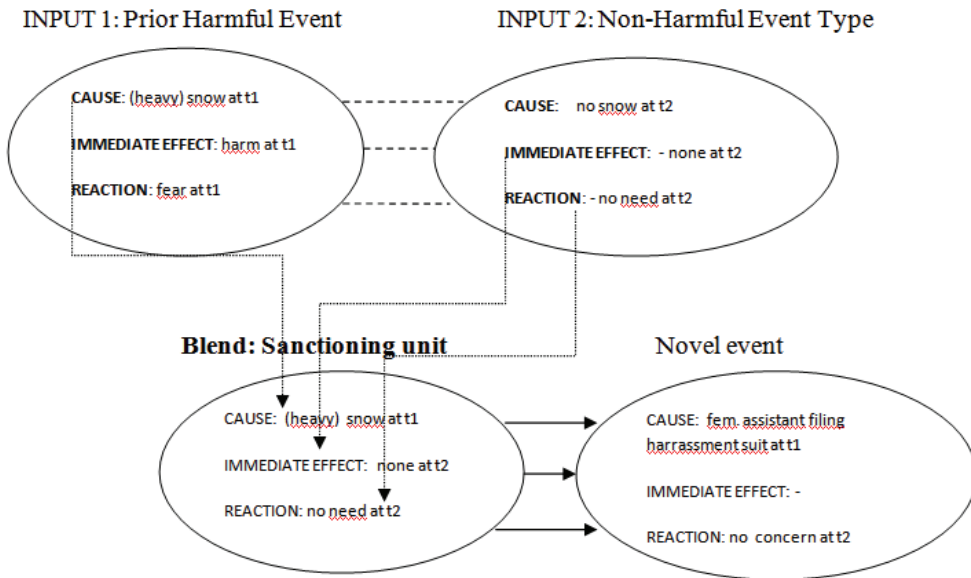 INPUT 1: Prior Harmful Event
INPUT 2: Non-Harmful Event Type
CAUSE: (heavy) snow at t1
IMMEDIATE EFFECT: harm at t1
REACTION: fear at t1
CAUSE: no snow at t2
IMMEDIATE EFFECT: - none at t2
REACTION: - no need at t2
Blend: Sanctioning unit
Novel event
CAUSE: (heavy) snow at t1
IMMEDIATE EFFECT: none at t2
REACTION: no need at t2
CAUSE: fem. assistant filing
harrassment suit at t1
IMMEDIATE EFFECT: -
REACTION: no concern at t2